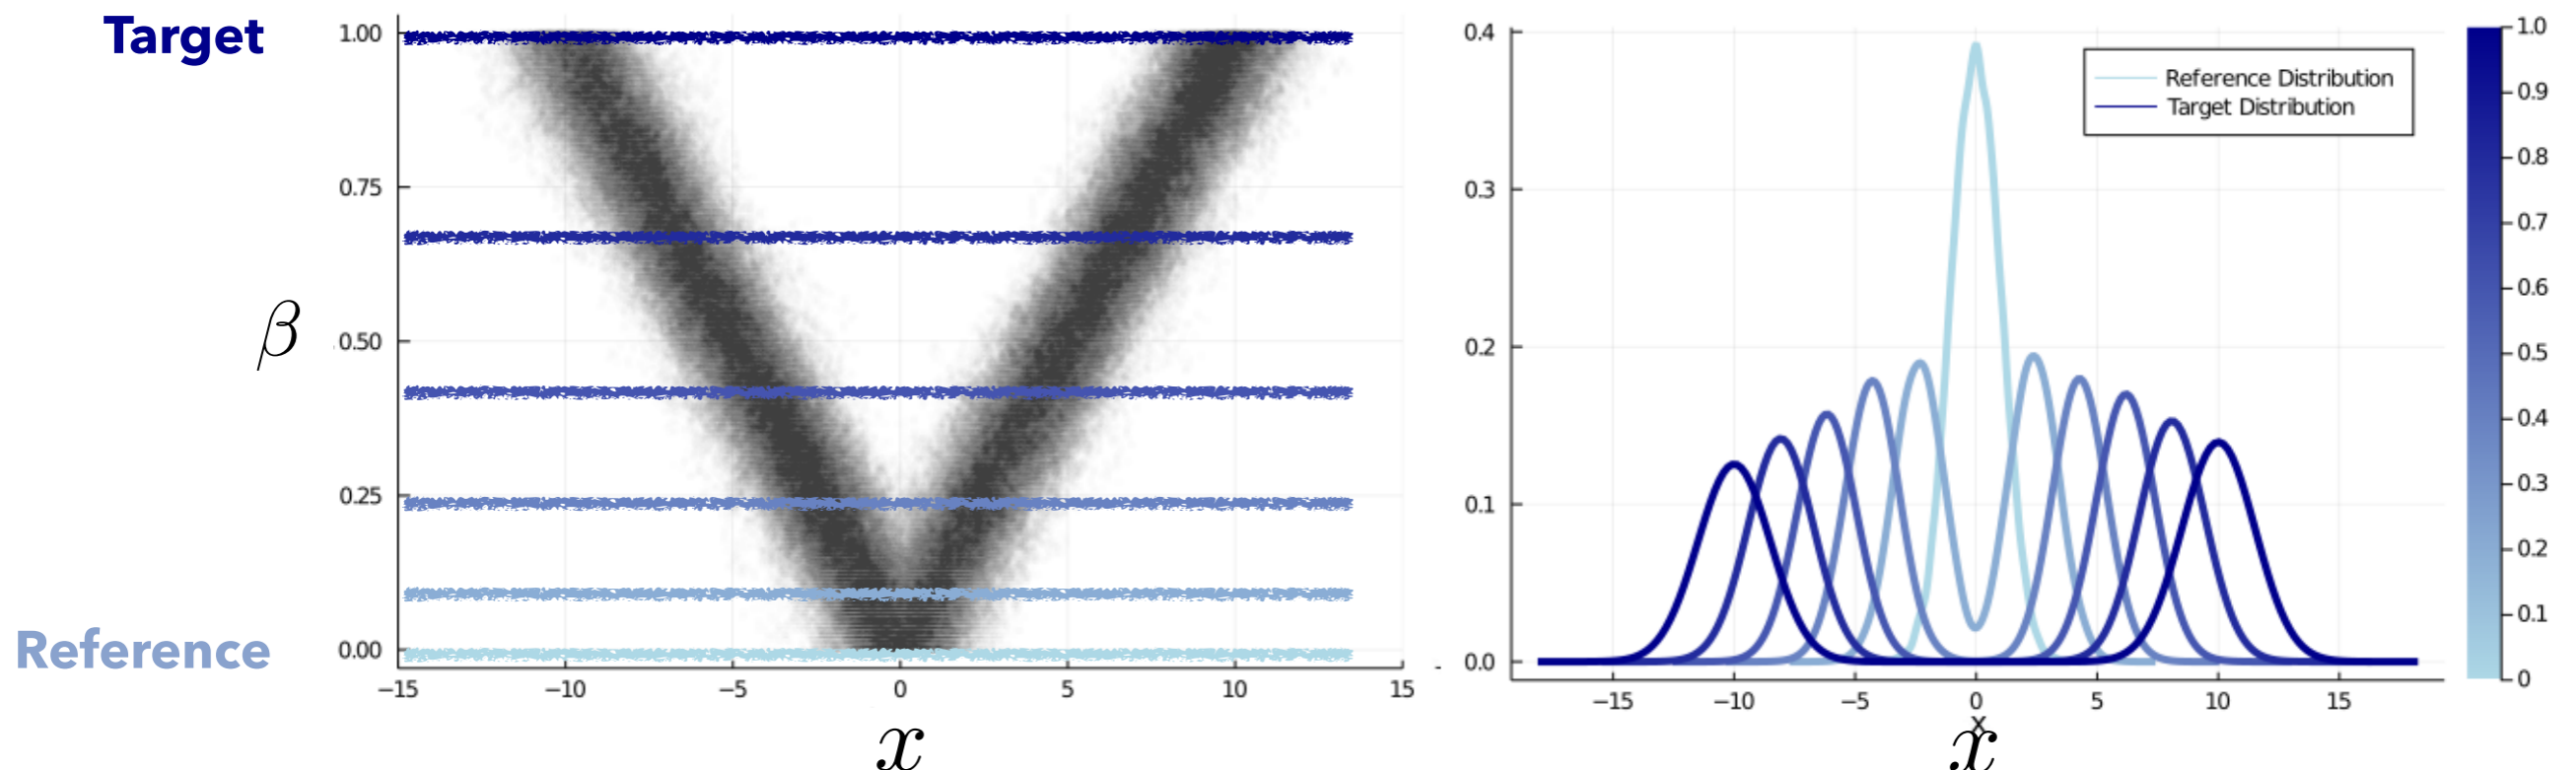 Target
Reference
β
1.00
0.75
0.50
0.25
0.00
−15 −10 −5 0 5 10 15
x
0.4
0.3
0.2
0.1
0.0
−15 −10 −5 0 5 10 15
x
x
Reference Distribution
Target Distribution
1.0
0.9
0.8
0.7
0.6
0.5
0.4
0.3
0.2
0.1
0